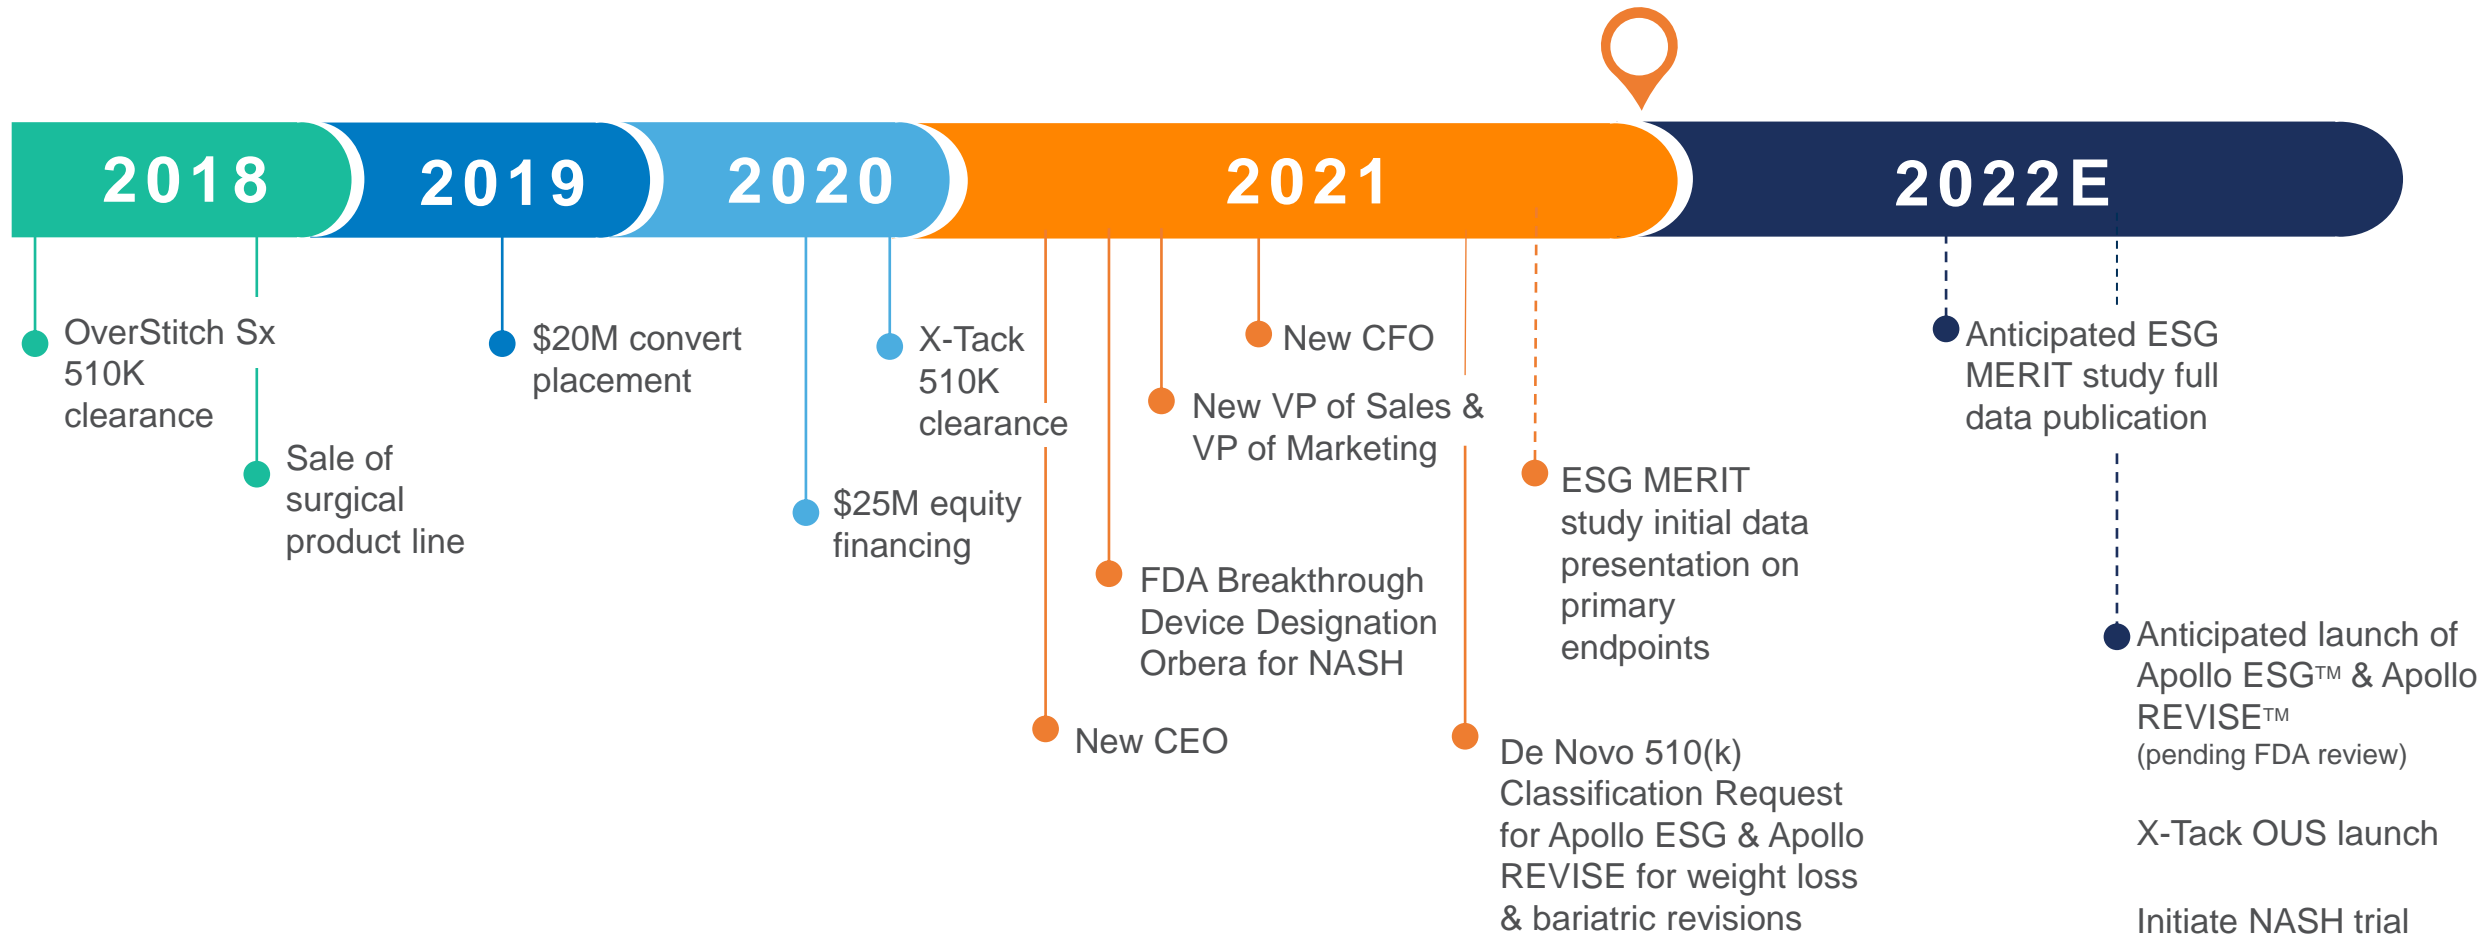 2018
2019
2020
2021
2022E
OverStitch Sx
510K
clearance
Sale of
surgical
product line
$20M convert
placement
$25M equity
financing
X-Tack
510K
clearance
New CEO
FDA Breakthrough
Device Designation
Orbera for NASH
New VP of Sales &
VP of Marketing
New CFO
De Novo 510(k)
Classification Request
for Apollo ESG & Apollo
REVISE for weight loss
& bariatric revisions
ESG MERIT
study initial data
presentation on
primary
endpoints
Anticipated ESG
MERIT study full
data publication
Anticipated launch of
Apollo ESG™ & Apollo
REVISE™
(pending FDA review)
X-Tack OUS launch
Initiate NASH trial